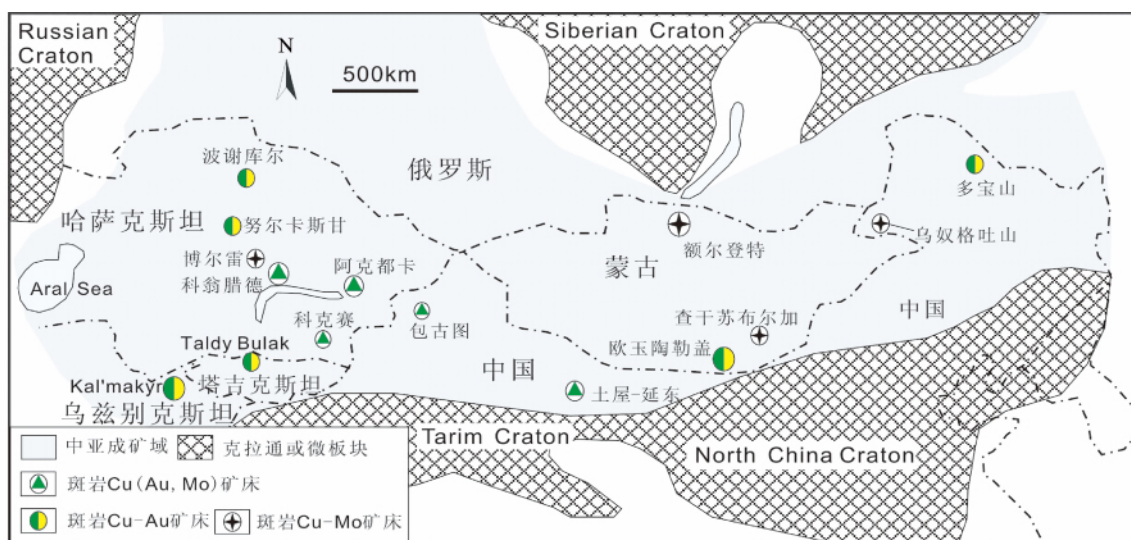 Russian
Craton
Siberian Craton
N
500km
波谢库尔
俄罗斯
多宝山
哈萨克斯坦
努尔卡斯甘
乌奴格吐山
额尔登特
博尔雷
阿克都卡
蒙古
科翁腊德
Aral Sea
中国
包古图
科克赛
查干苏布尔加
Taldy Bulak
欧玉陶勒盖
中国
Kal'makyr
塔吉克斯坦
土屋-延东
乌兹别克斯坦
Tarim Craton
North China Craton
中亚成矿域
克拉通或微板块
斑岩Cu(Au, Mo)矿床
斑岩Cu-Au矿床
斑岩Cu-Mo矿床